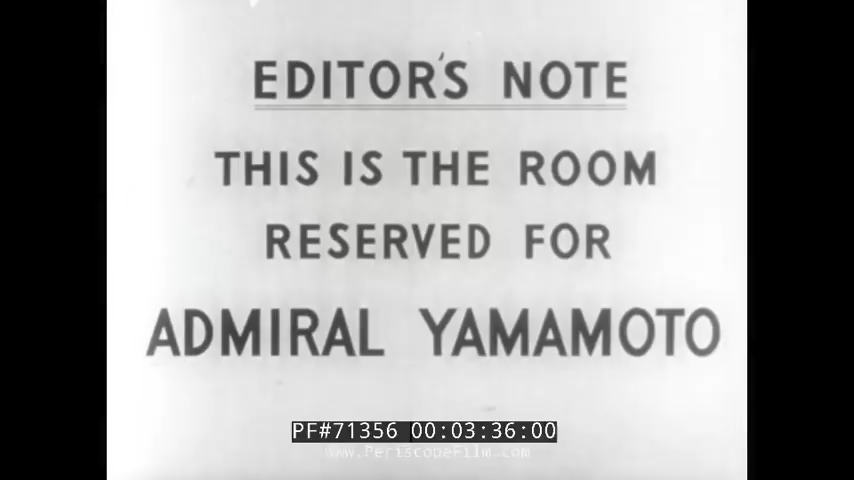 EDITOR'S NOTE
THIS IS THE ROOM
RESERVED FOR
ADMIRAL YAMAMOTO
PF#71356 00:03:36:00
www.PeriscopeFilm.com